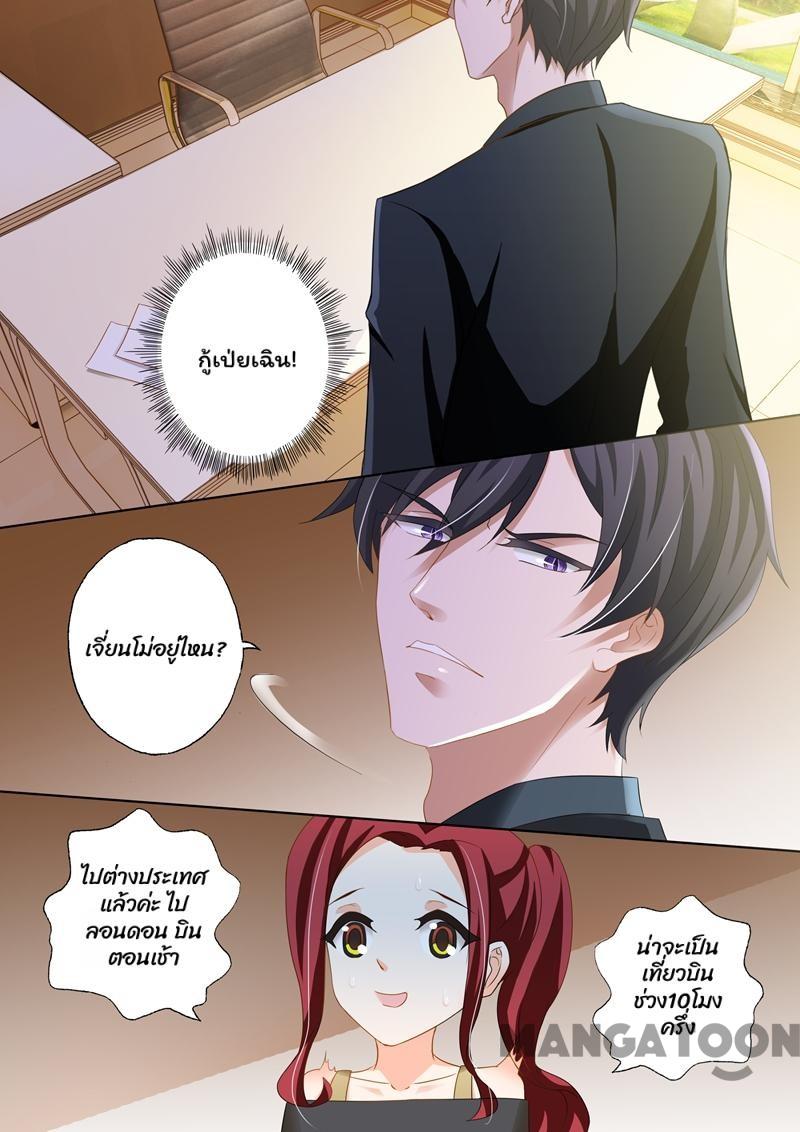 กู้เป่ยเฉิน!
เจี่ยนโม่อยู่ไหน?
ไปต่างประเทศ
แล้วค่ะ ไป
ลอนดอน บิน
ตอนเช้า
น่าจะเป็น
เที่ยวบิน
ช่วง10โมง
ครึ่ง
MANGATOON